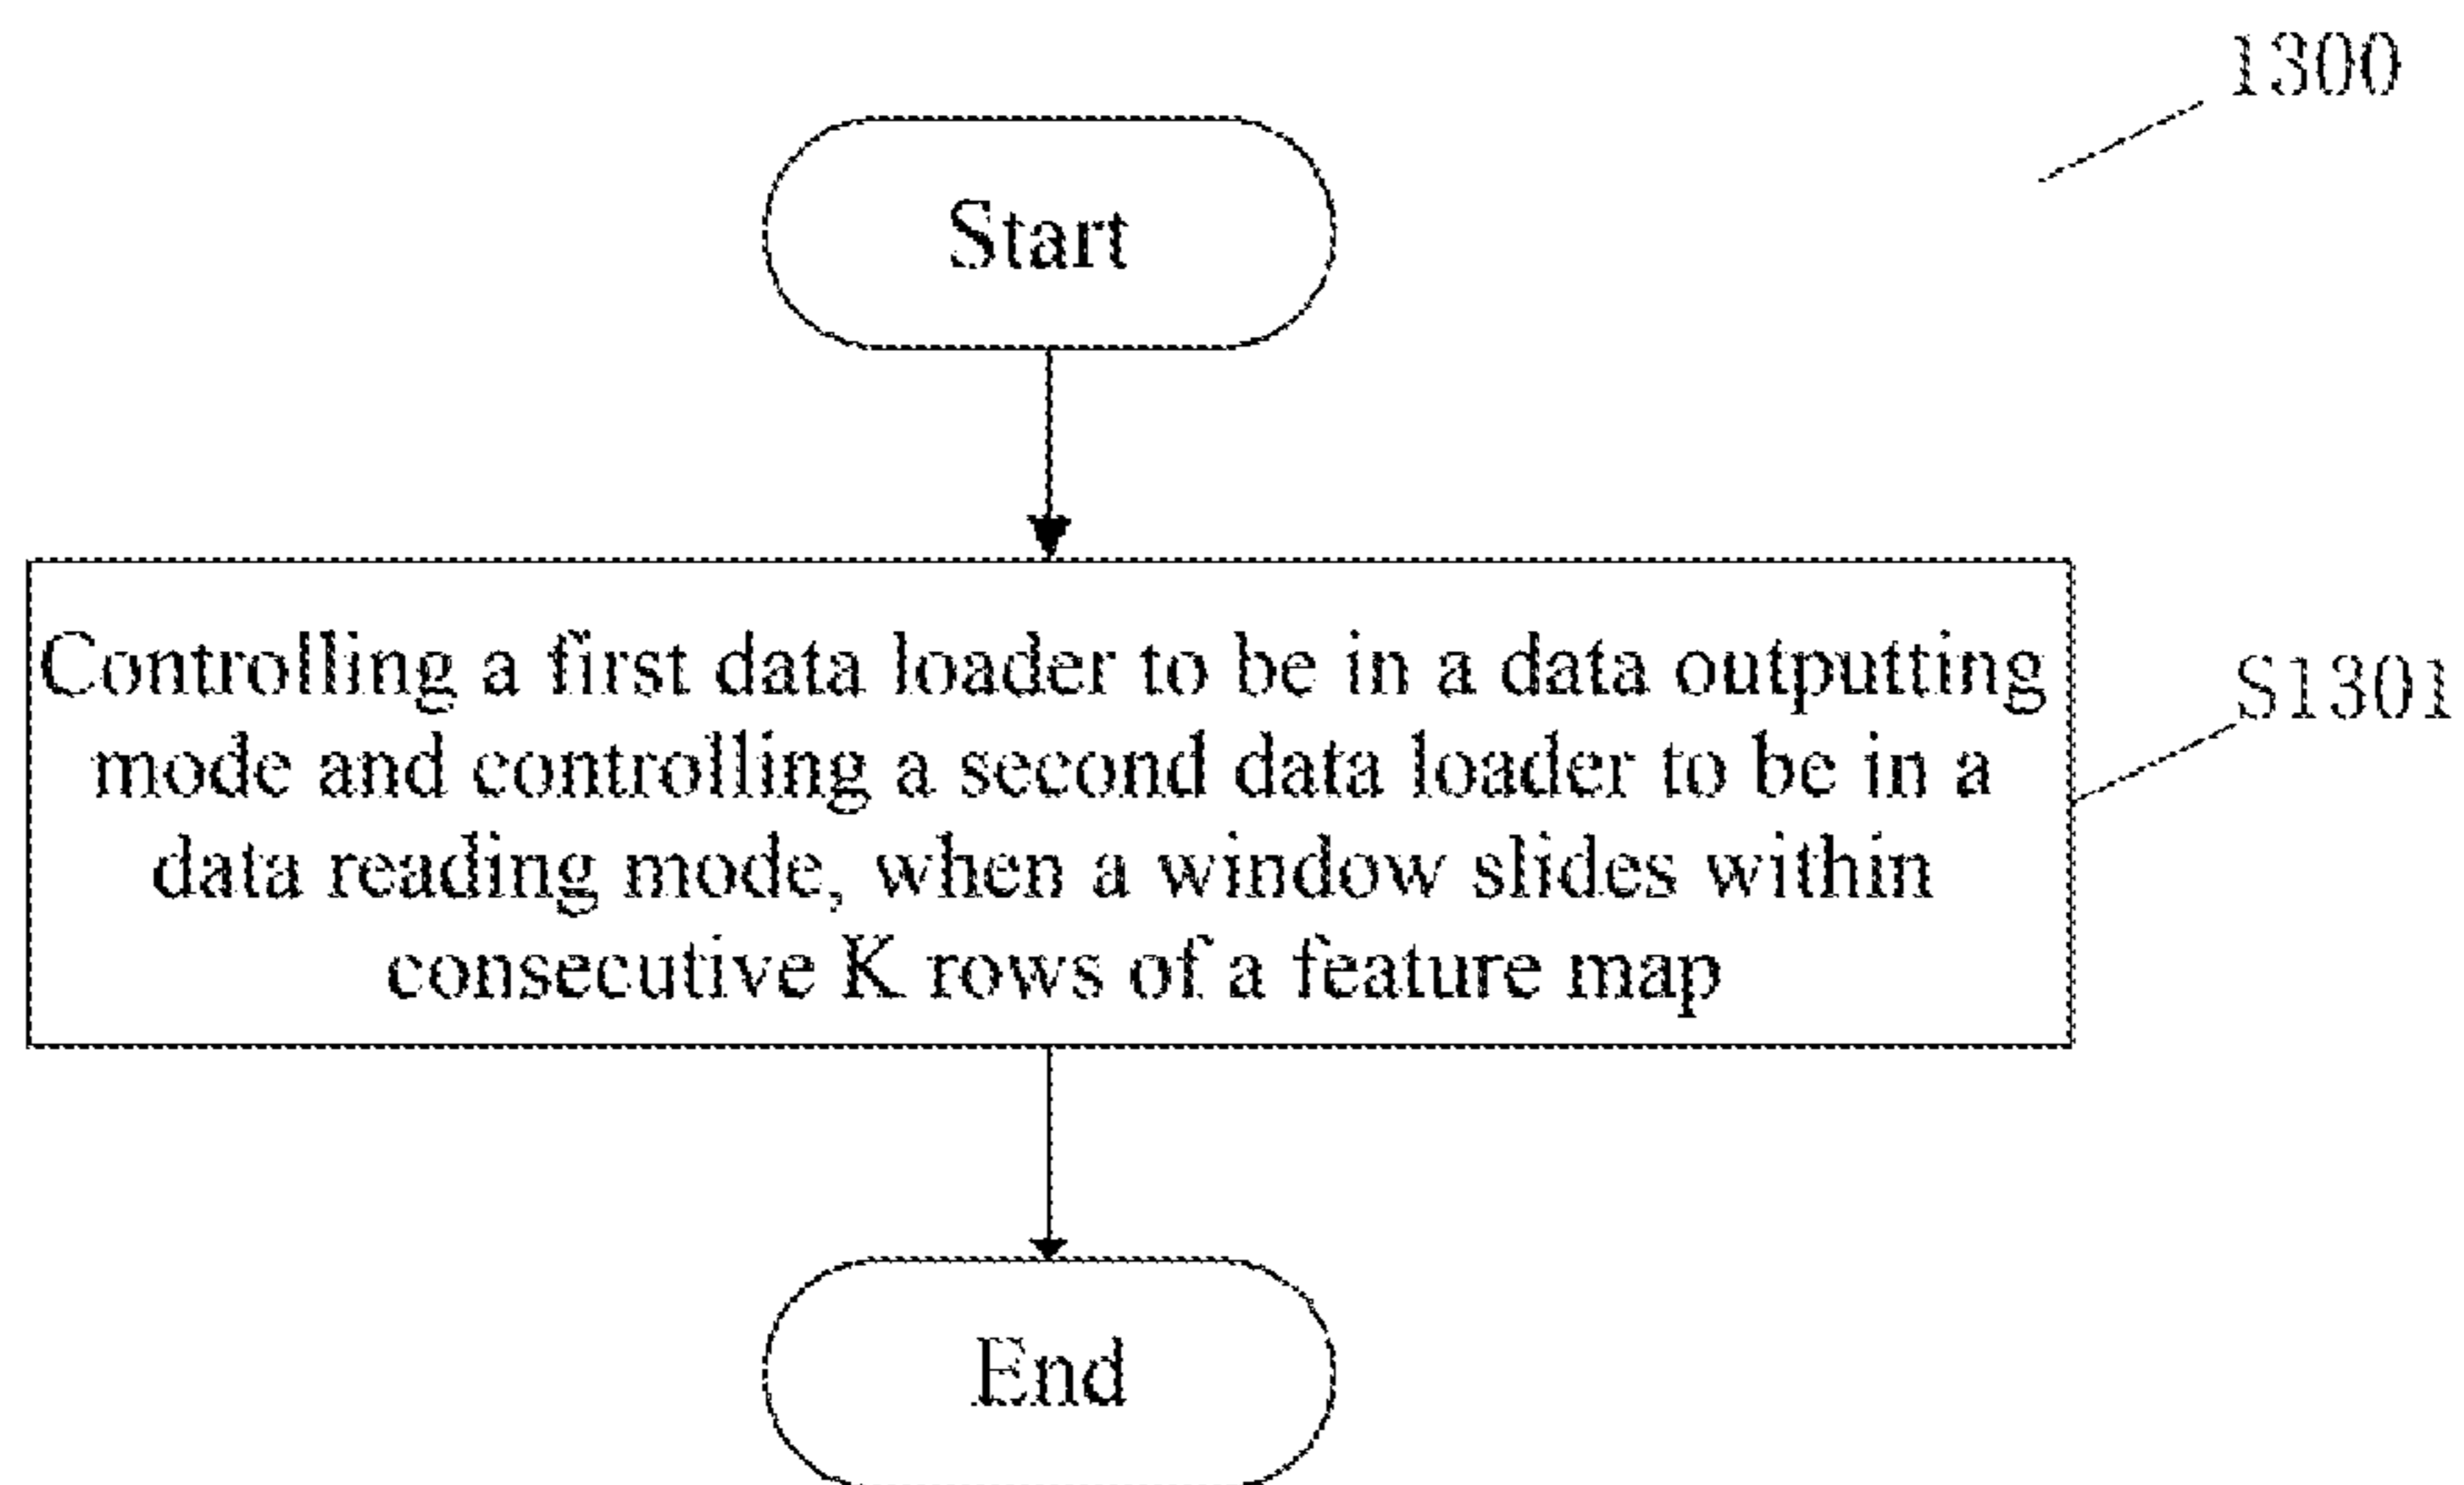 1300
Start
Controlling a first data loader to be in a data outputting
mode and controlling a second data loader to be in a
data reading mode, when a window slides within
consecutive K rows of a feature map
S1301
End